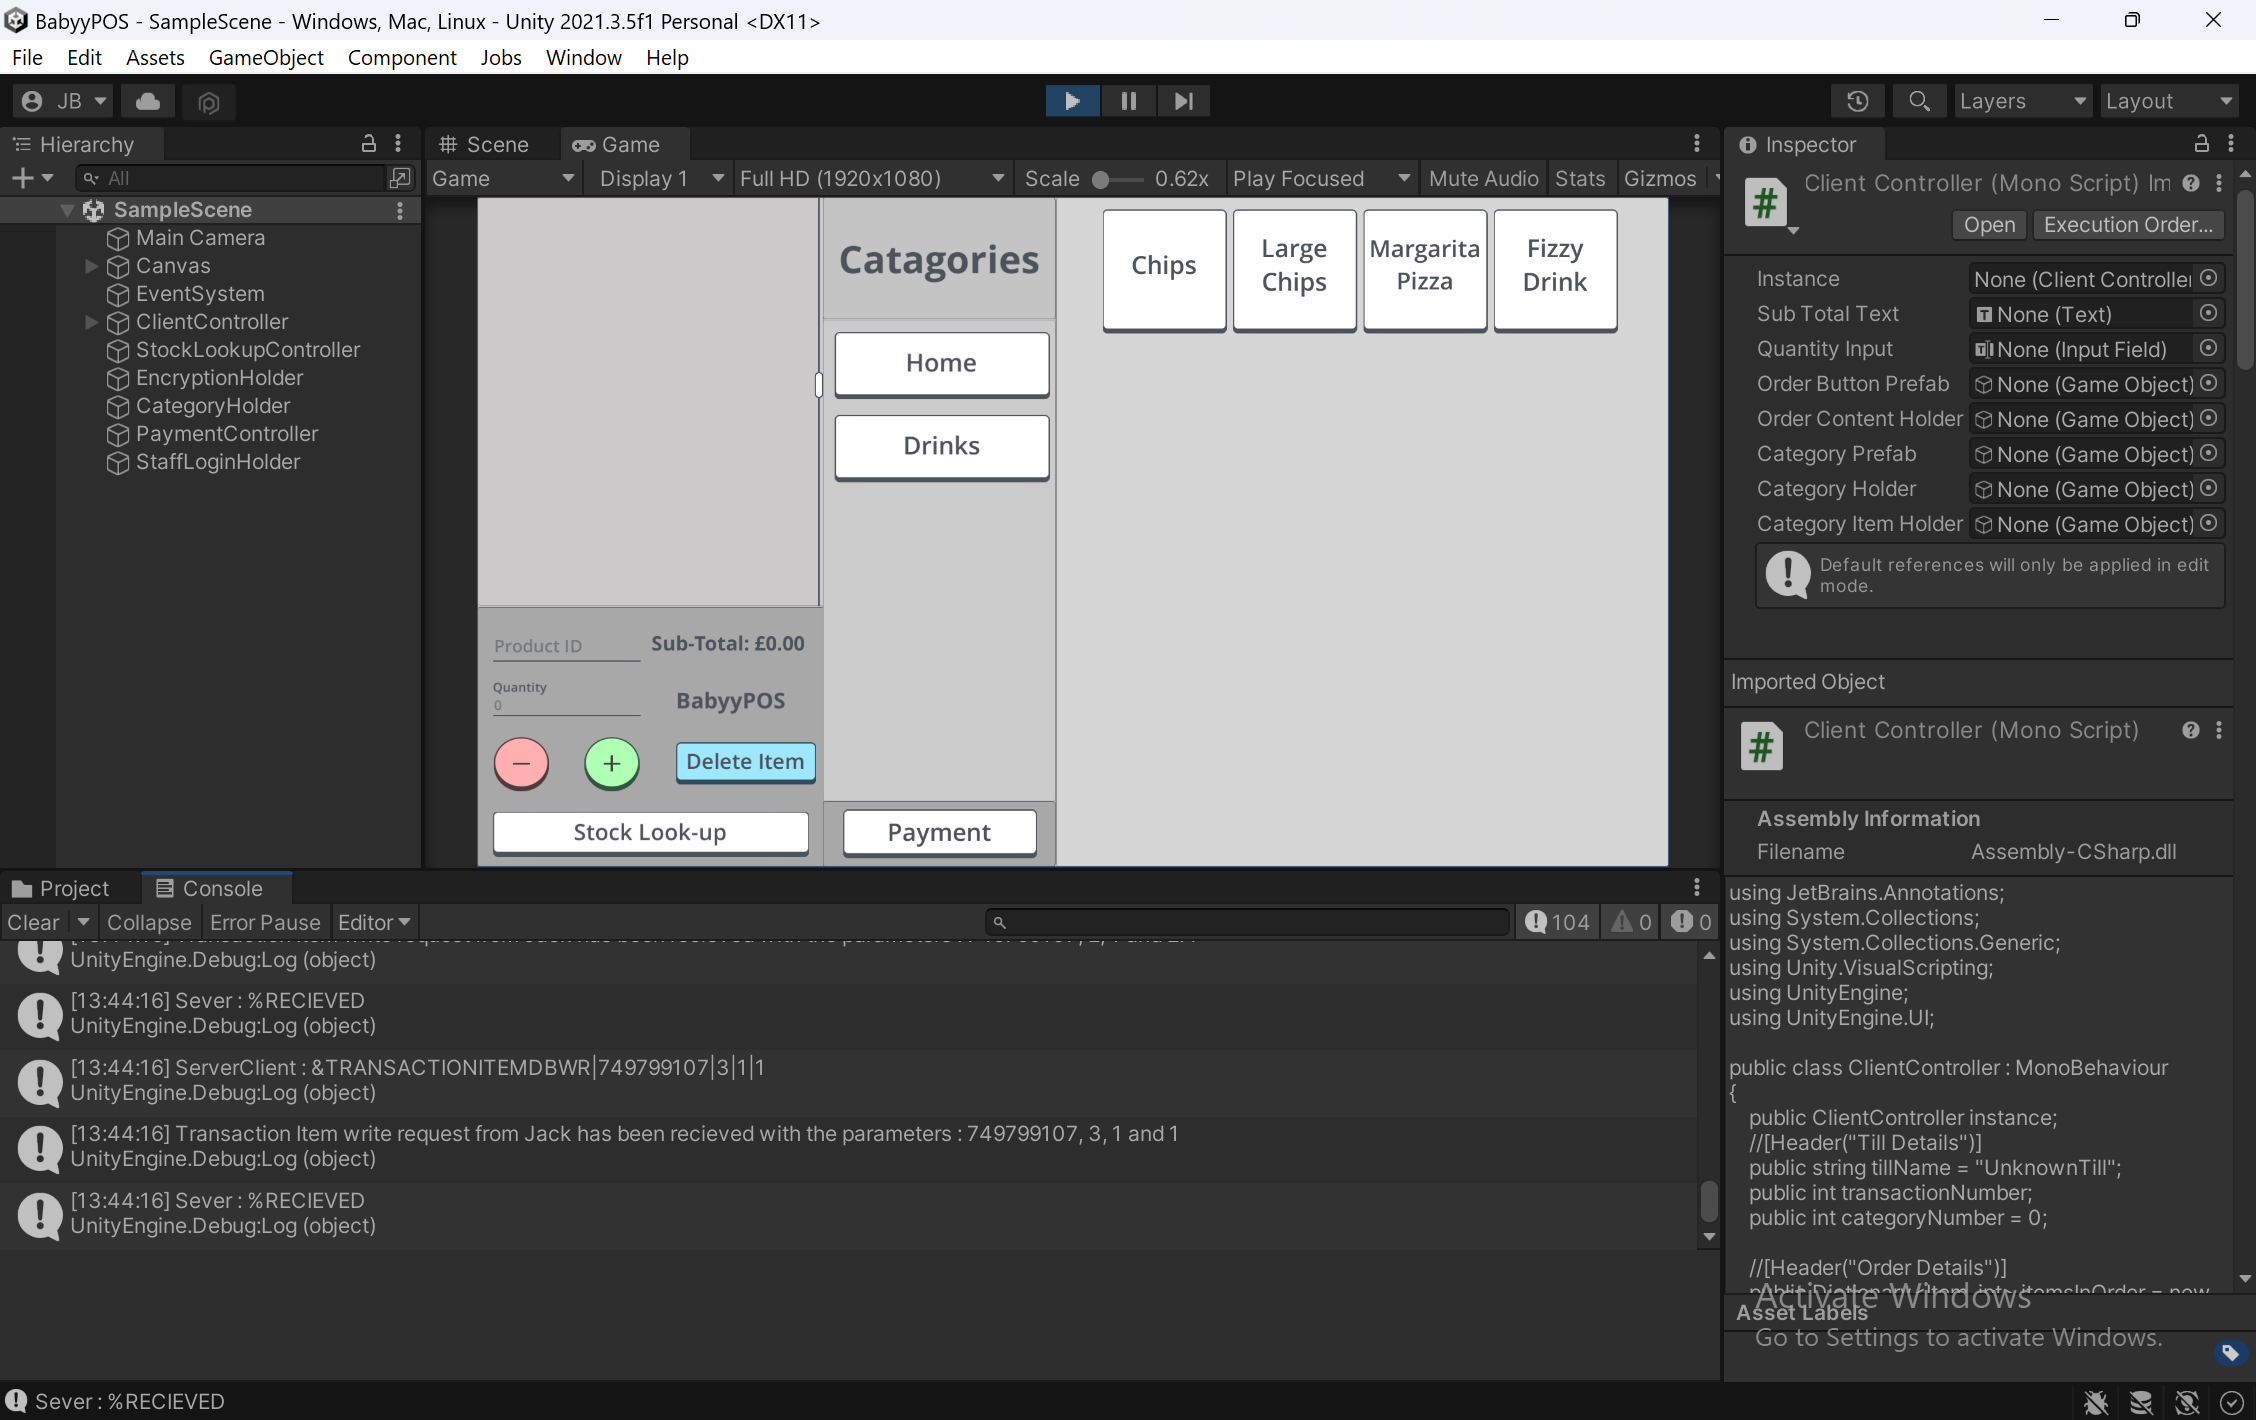 BabyyPOS - SampleScene - Windows, Mac, Linux - Unity 2021.3.5f1 Personal <DX11>
File Edit Assets GameObject Component Jobs Window Help
JB
Layers Layout
Hierarchy
All
SampleScene
Main Camera
Canvas
EventSystem
ClientController
StockLookupController
EncryptionHolder
CategoryHolder
PaymentController
StaffLoginHolder
Scene Game
Game Display 1 Full HD (1920x1080) Scale 0.62x Play Focused Mute Audio Stats Gizmos
Catagories
Home
Drinks
Chips
Large
Chips
Margarita
Pizza
Fizzy
Drink
Product ID
Sub-Total: £0.00
Quantity
0
BabyyPOS
Delete Item
Stock Look-up
Payment
Inspector
Client Controller (Mono Script) Im
Open Execution Order...
Instance None (Client Controller
Sub Total Text None (Text)
Quantity Input None (Input Field)
Order Button Prefab None (Game Object)
Order Content Holder None (Game Object)
Category Prefab None (Game Object)
Category Holder None (Game Object)
Category Item Holder None (Game Object)
Default references will only be applied in edit
mode.
Imported Object
Client Controller (Mono Script)
Assembly Information
Filename Assembly-CSharp.dll
using JetBrains.Annotations;
using System.Collections;
using System.Collections.Generic;
using Unity.VisualScripting;
using UnityEngine;
using UnityEngine.UI;
public class ClientController : MonoBehaviour
{
public ClientController instance;
//[Header("Till Details")]
public string tillName = "UnknownTill";
public int transactionNumber;
public int categoryNumber = 0;
//[Header("Order Details")]
Asset Labels
Activate Windows
Go to Settings to activate Windows.
Project Console
Clear Collapse Error Pause Editor
104 0 0
UnityEngine.Debug:Log (object)
[13:44:16] Sever : %RECIEVED
UnityEngine.Debug:Log (object)
[13:44:16] ServerClient : &TRANSACTIONITEMDBWR|749799107|3|1|1
UnityEngine.Debug:Log (object)
[13:44:16] Transaction Item write request from Jack has been recieved with the parameters : 749799107, 3, 1 and 1
UnityEngine.Debug:Log (object)
[13:44:16] Sever : %RECIEVED
UnityEngine.Debug:Log (object)
Sever : %RECIEVED